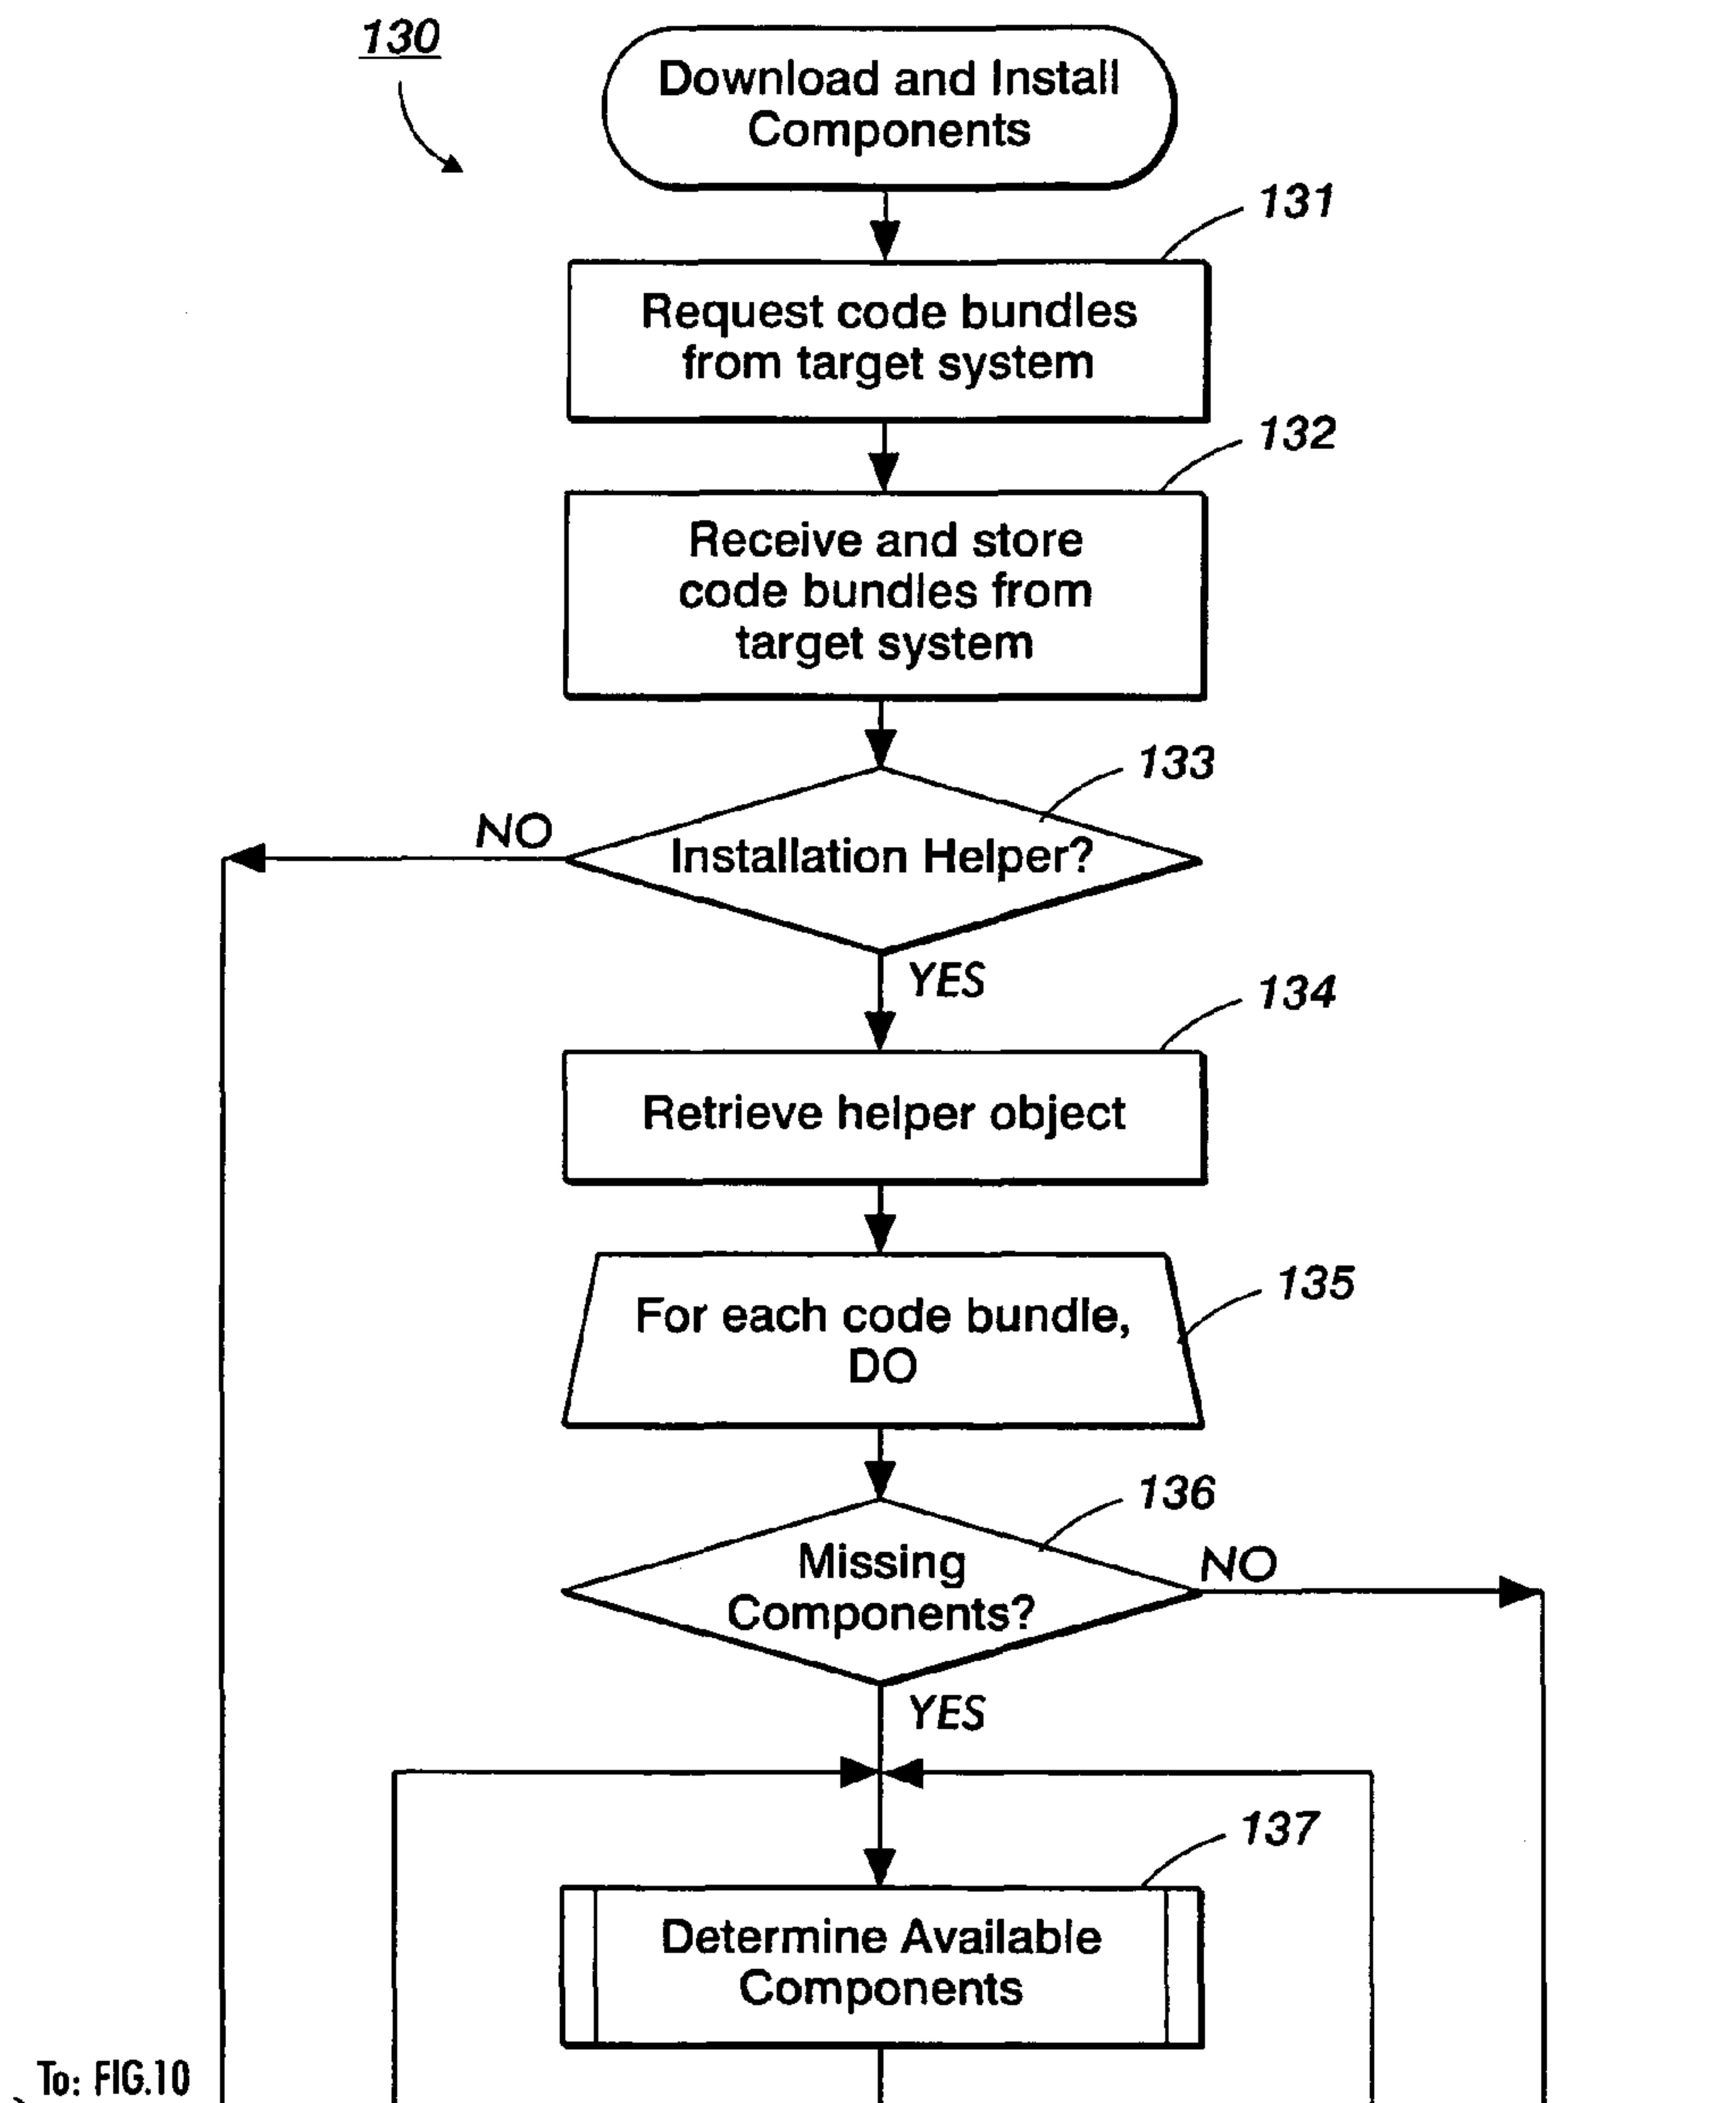 130
Download and Install
Components
131
Request code bundles
from target system
132
Receive and store
code bundles from
target system
133
NO
Installation Helper?
YES
134
Retrieve helper object
135
For each code bundle,
DO
136
Missing
Components?
NO
YES
137
Determine Available
Components
To: FIG.10